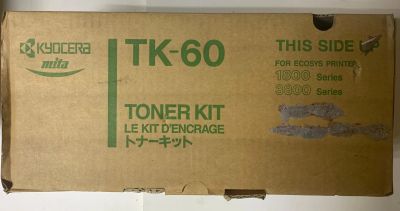 KYOCERA
mita
TK-60
TONER KIT
LE KIT D'ENCRAGE
トナーキット
THIS SIDE UP
FOR ECOSYS PRINTER
1800 Series
3800 Series